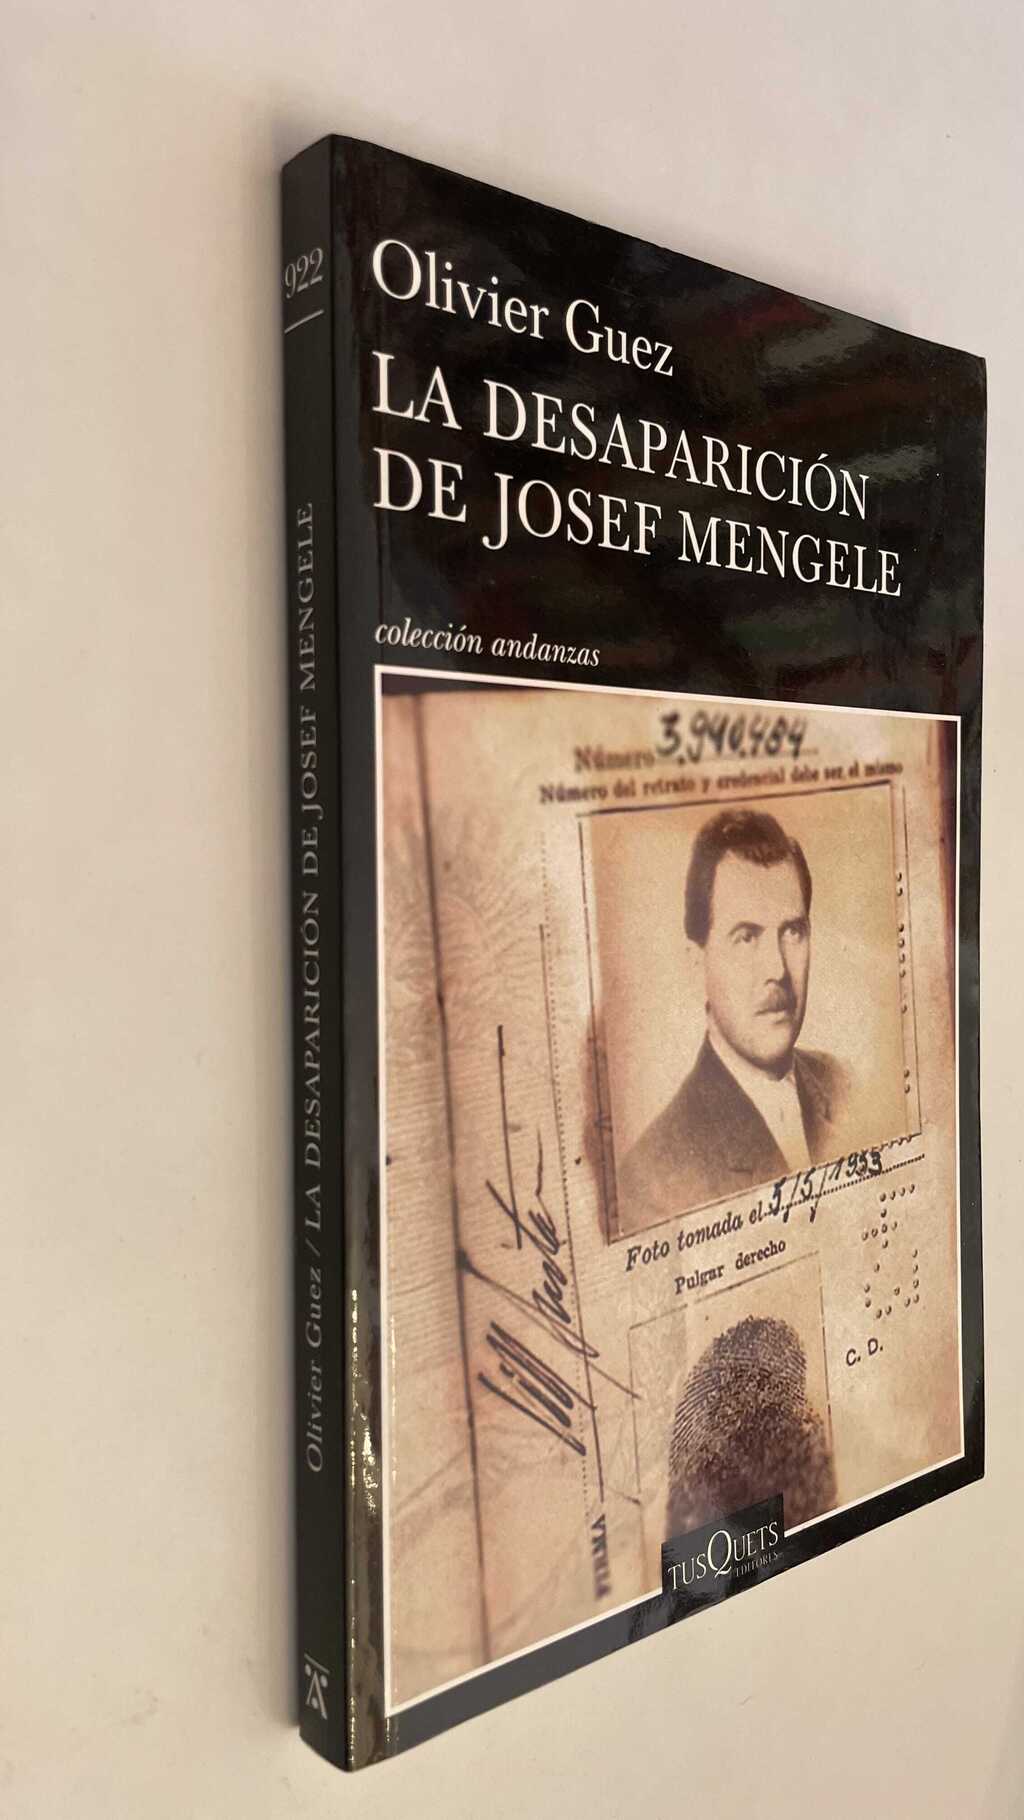 922
Olivier Guez / LA DESAPARICIÓN DE JOSEF MENGELE
Olivier Guez
LA DESAPARICIÓN
DE JOSEF MENGELE
colección andanzas
Número 3.940.484
Número del retrato y credencial debe ser el mismo
Foto tomada el 5/5/1953
Pulgar derecho
C. D.
FIRMA
TUSQUETS
EDITORES